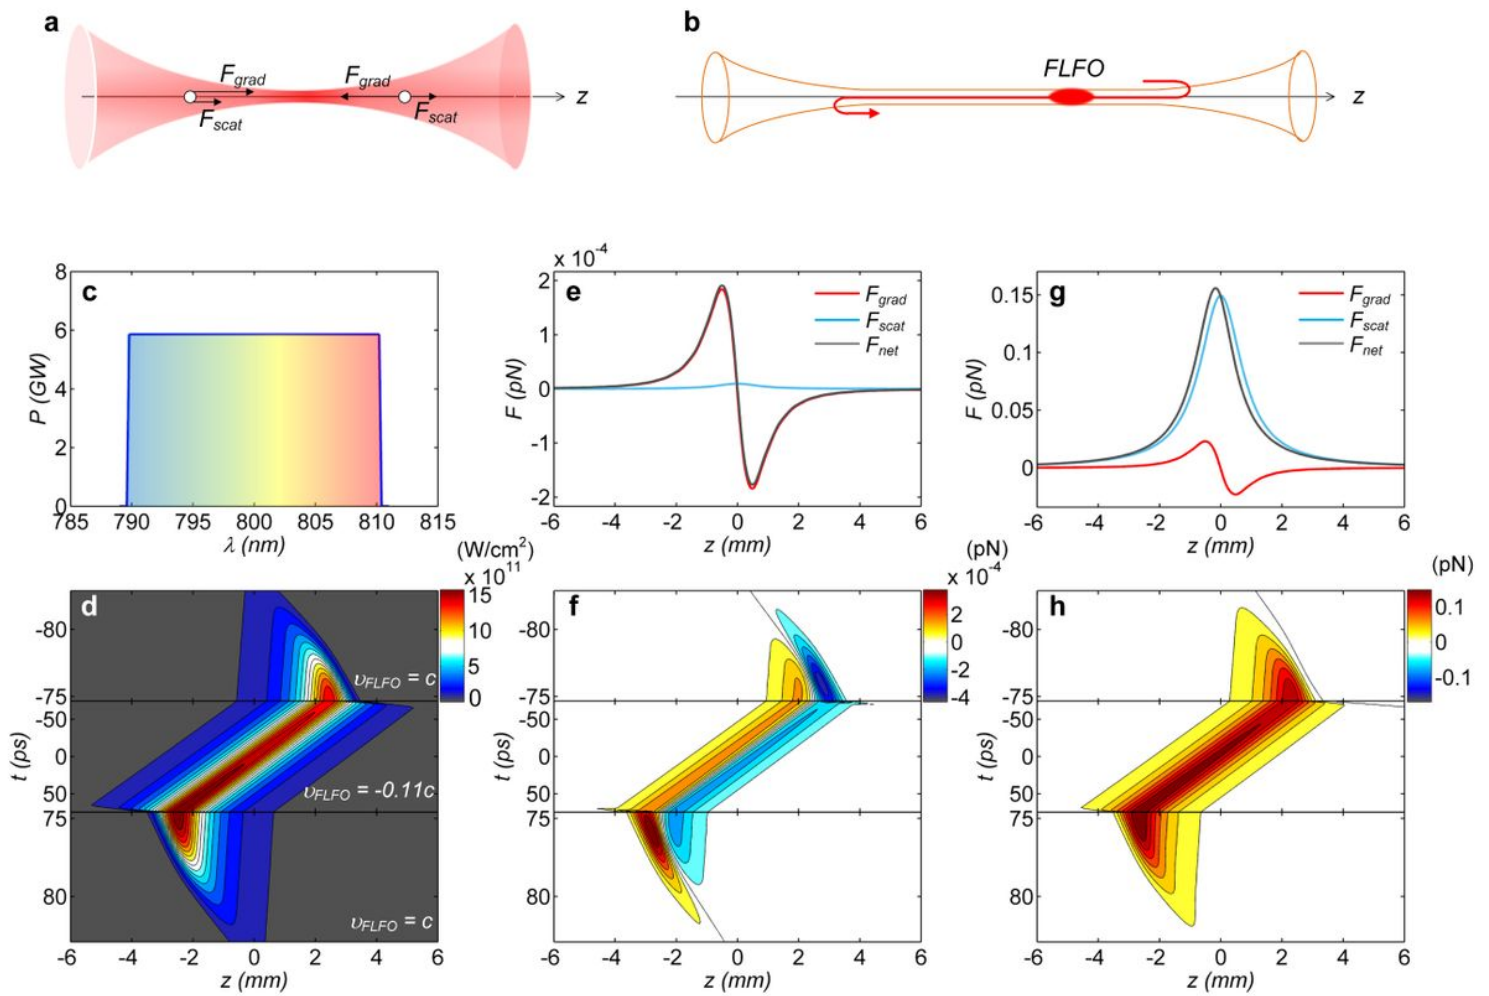 a
F_grad
F_grad
z
F_scat
F_scat
b
FLFO
z
c
8
6
4
2
0
P (GW)
785 790 795 800 805 810 815
λ (nm)
e
x 10⁻⁴
2
1
0
-1
-2
F (pN)
F_grad
F_scat
F_net
-6 -4 -2 0 2 4 6
z (mm)
g
0.15
0.1
0.05
0
F (pN)
F_grad
F_scat
F_net
-6 -4 -2 0 2 4 6
z (mm)
d
(W/cm²)
x 10¹¹
15
10
5
0
-80
-75
-50
0
50
75
80
t (ps)
υ_FLFO = c
υ_FLFO = -0.11c
υ_FLFO = c
-6 -4 -2 0 2 4 6
z (mm)
f
(pN)
x 10⁻⁴
2
0
-2
-4
-80
-75
-50
0
50
75
80
t (ps)
-6 -4 -2 0 2 4 6
z (mm)
h
(pN)
0.1
0
-0.1
-80
-75
-50
0
50
75
80
t (ps)
-6 -4 -2 0 2 4 6
z (mm)